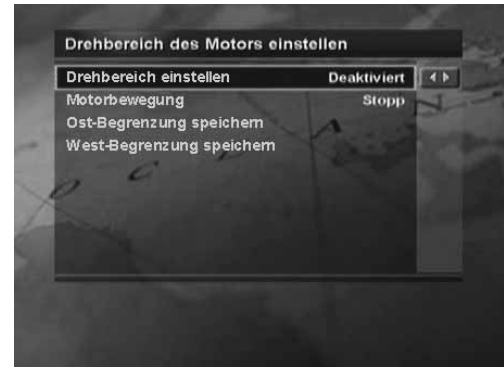 Drehbereich des Motors einstellen
Drehbereich einstellen Deaktiviert
Motorbewegung Stopp
Ost-Begrenzung speichern
West-Begrenzung speichern